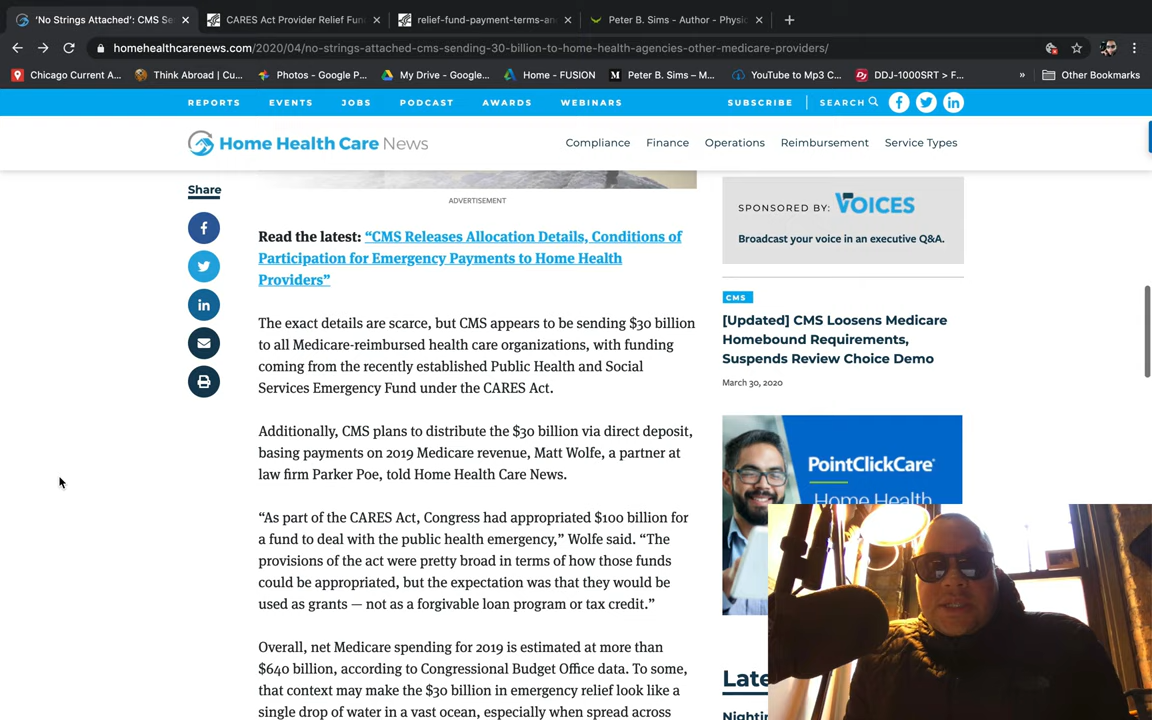 'No Strings Attached': CMS Se
CARES Act Provider Relief Fun
relief-fund-payment-terms-an
Peter B. Sims - Author - Physic
homehealthcarenews.com/2020/04/no-strings-attached-cms-sending-30-billion-to-home-health-agencies-other-medicare-providers/
Chicago Current A...
Think Abroad | Cu...
Photos - Google P...
My Drive - Google...
Home - FUSION
Peter B. Sims – M...
YouTube to Mp3 C...
DDJ-1000SRT > F...
»
Other Bookmarks
REPORTS EVENTS JOBS PODCAST AWARDS WEBINARS SUBSCRIBE SEARCH
Home Health Care News
Compliance Finance Operations Reimbursement Service Types
Share
ADVERTISEMENT
Read the latest: “CMS Releases Allocation Details, Conditions of
Participation for Emergency Payments to Home Health
Providers”
The exact details are scarce, but CMS appears to be sending $30 billion
to all Medicare-reimbursed health care organizations, with funding
coming from the recently established Public Health and Social
Services Emergency Fund under the CARES Act.
Additionally, CMS plans to distribute the $30 billion via direct deposit,
basing payments on 2019 Medicare revenue, Matt Wolfe, a partner at
law firm Parker Poe, told Home Health Care News.
“As part of the CARES Act, Congress had appropriated $100 billion for
a fund to deal with the public health emergency,” Wolfe said. “The
provisions of the act were pretty broad in terms of how those funds
could be appropriated, but the expectation was that they would be
used as grants — not as a forgivable loan program or tax credit.”
Overall, net Medicare spending for 2019 is estimated at more than
$640 billion, according to Congressional Budget Office data. To some,
that context may make the $30 billion in emergency relief look like a
single drop of water in a vast ocean, especially when spread across
SPONSORED BY: VOICES
Broadcast your voice in an executive Q&A.
CMS
[Updated] CMS Loosens Medicare
Homebound Requirements,
Suspends Review Choice Demo
March 30, 2020
PointClickCare
Home Health
Late
Nightin